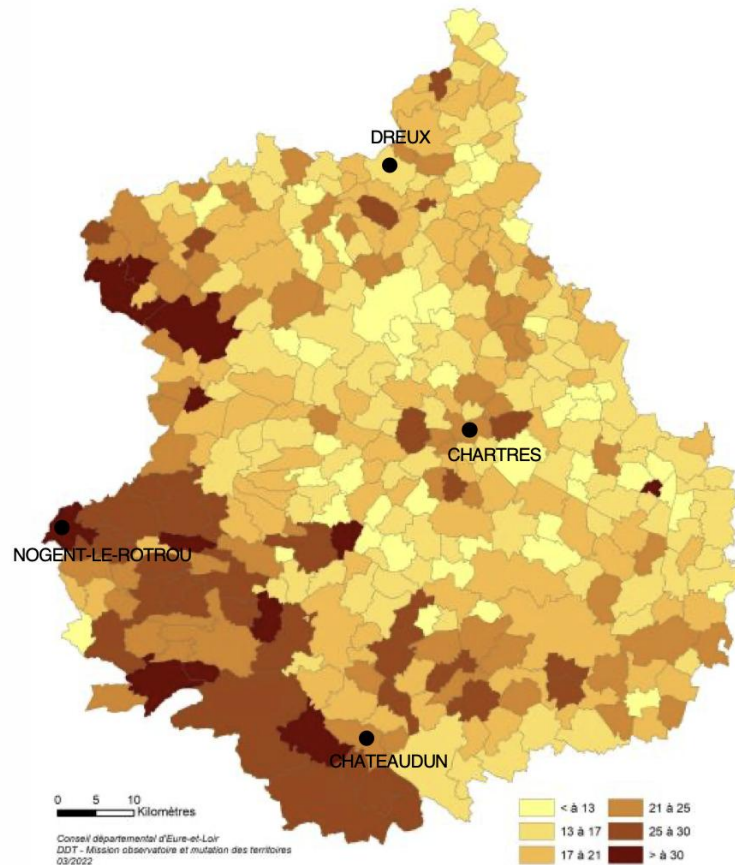 DREUX
CHARTRES
NOGENT-LE-ROTROU
CHATEAUDUN
0 5 10
Kilomètres
< à 13
13 à 17
17 à 21
21 à 25
25 à 30
> à 30
Conseil départemental d'Eure-et-Loir
DDT - Mission observatoire et mutation des territoires
03/2022